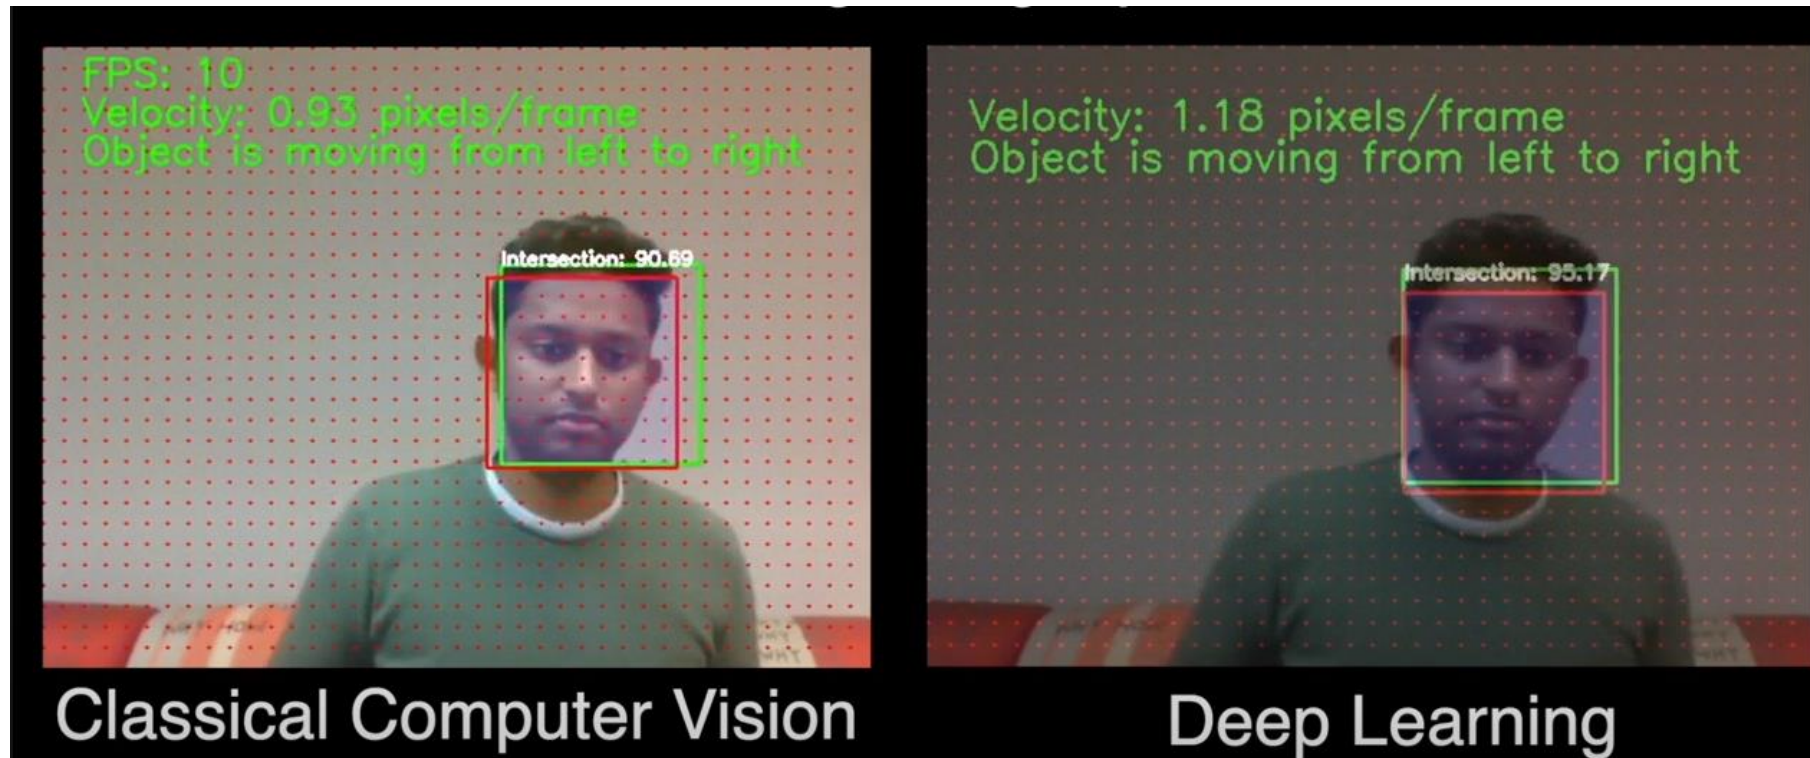 FPS: 10
Velocity: 0.93 pixels/frame
Object is moving from left to right
Intersection: 90.69
Classical Computer Vision
Velocity: 1.18 pixels/frame
Object is moving from left to right
Intersection: 95.17
Deep Learning